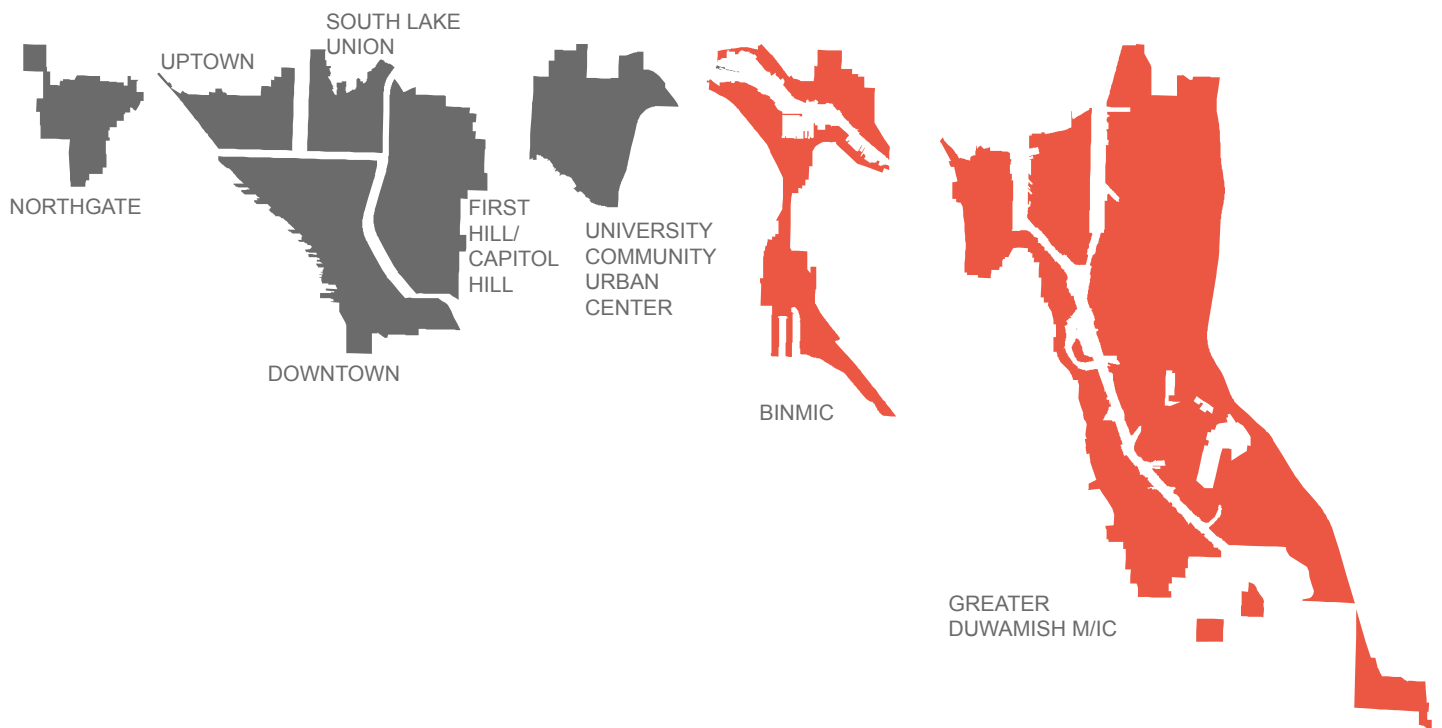 NORTHGATE
UPTOWN
SOUTH LAKE
UNION
FIRST
HILL/
CAPITOL
HILL
DOWNTOWN
UNIVERSITY
COMMUNITY
URBAN
CENTER
BINMIC
GREATER
DUWAMISH M/IC